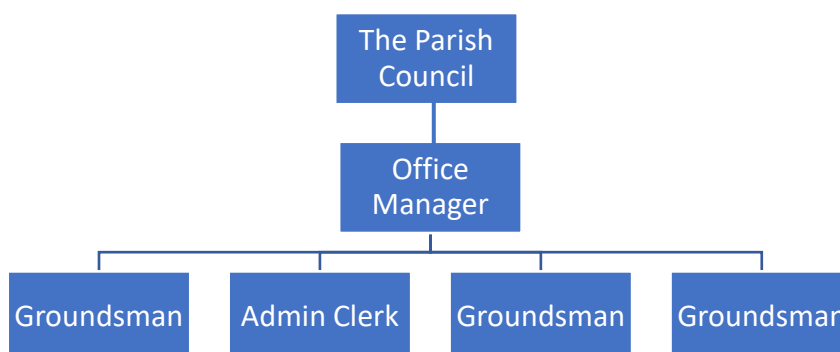 The Parish
Council
Office
Manager
Groundsman
Admin Clerk
Groundsman
Groundsman